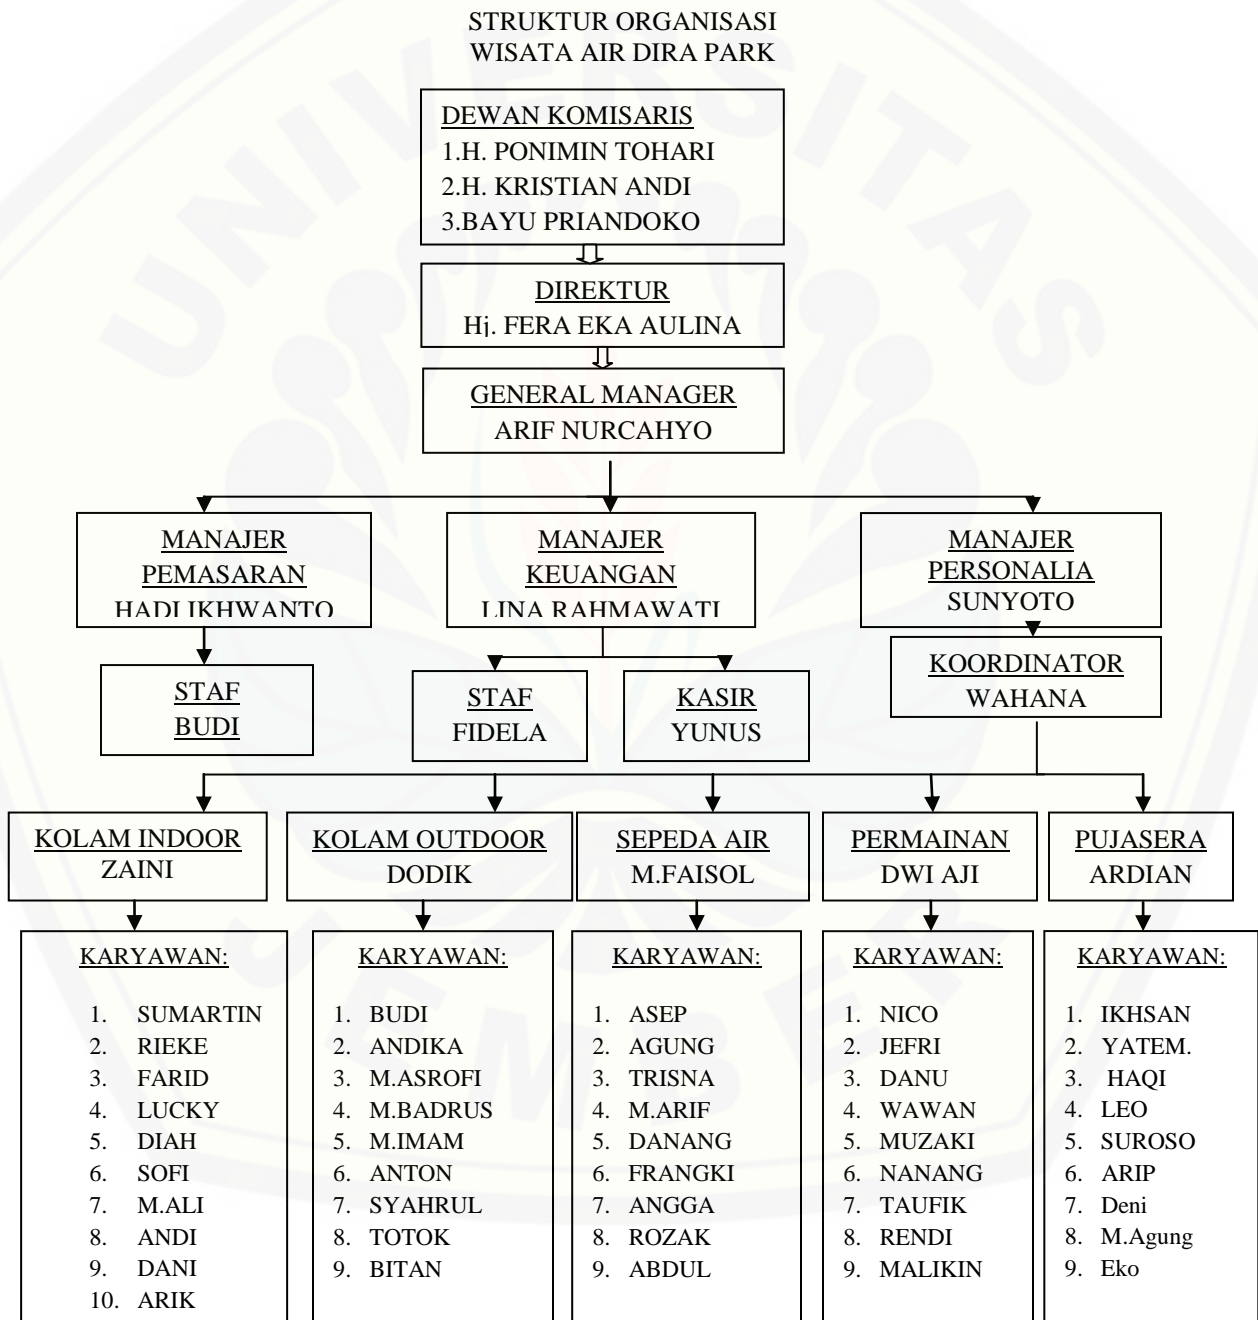 STRUKTUR ORGANISASI
WISATA AIR DIRA PARK
DEWAN KOMISARIS
1.H. PONIMIN TOHARI
2.H. KRISTIAN ANDI
3.BAYU PRIANDOKO
DIREKTUR
Hj. FERA EKA AULINA
GENERAL MANAGER
ARIF NURCAHYO
MANAJER
PEMASARAN
HADI IKHWANTO
MANAJER
KEUANGAN
LINA RAHMAWATI
MANAJER
PERSONALIA
SUNYOTO
STAF
BUDI
STAF
FIDELA
KASIR
YUNUS
KOORDINATOR
WAHANA
KOLAM INDOOR
ZAINI
KOLAM OUTDOOR
DODIK
SEPEDA AIR
M.FAISOL
PERMAINAN
DWI AJI
PUJASERA
ARDIAN
KARYAWAN:
1. SUMARTIN
2. RIEKE
3. FARID
4. LUCKY
5. DIAH
6. SOFI
7. M.ALI
8. ANDI
9. DANI
10. ARIK
KARYAWAN:
1. BUDI
2. ANDIKA
3. M.ASROFI
4. M.BADRUS
5. M.IMAM
6. ANTON
7. SYAHRUL
8. TOTOK
9. BITAN
KARYAWAN:
1. ASEP
2. AGUNG
3. TRISNA
4. M.ARIF
5. DANANG
6. FRANGKI
7. ANGGA
8. ROZAK
9. ABDUL
KARYAWAN:
1. NICO
2. JEFRI
3. DANU
4. WAWAN
5. MUZAKI
6. NANANG
7. TAUFIK
8. RENDI
9. MALIKIN
KARYAWAN:
1. IKHSAN
2. YATEM.
3. HAQI
4. LEO
5. SUROSO
6. ARIP
7. Deni
8. M.Agung
9. Eko
UNIVERSITAS
JEMBER